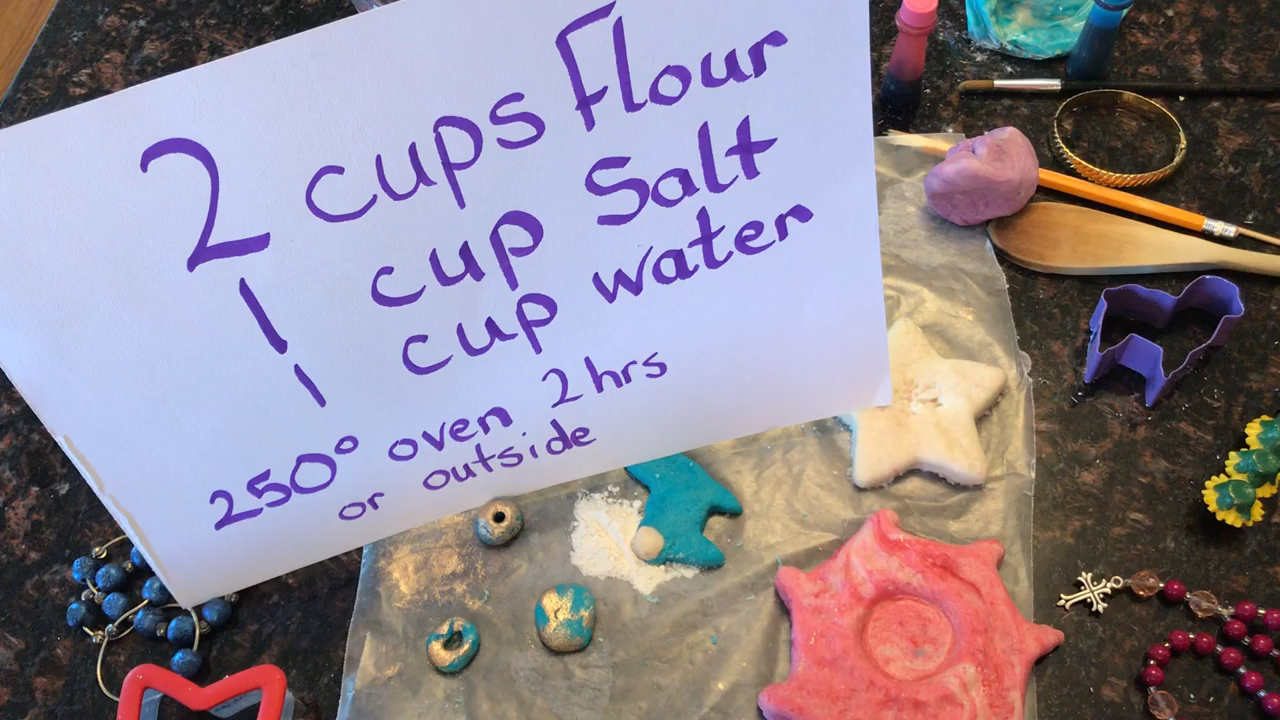 2 cups Flour
1 cup Salt
1 cup water
250° oven 2 hrs
or outside